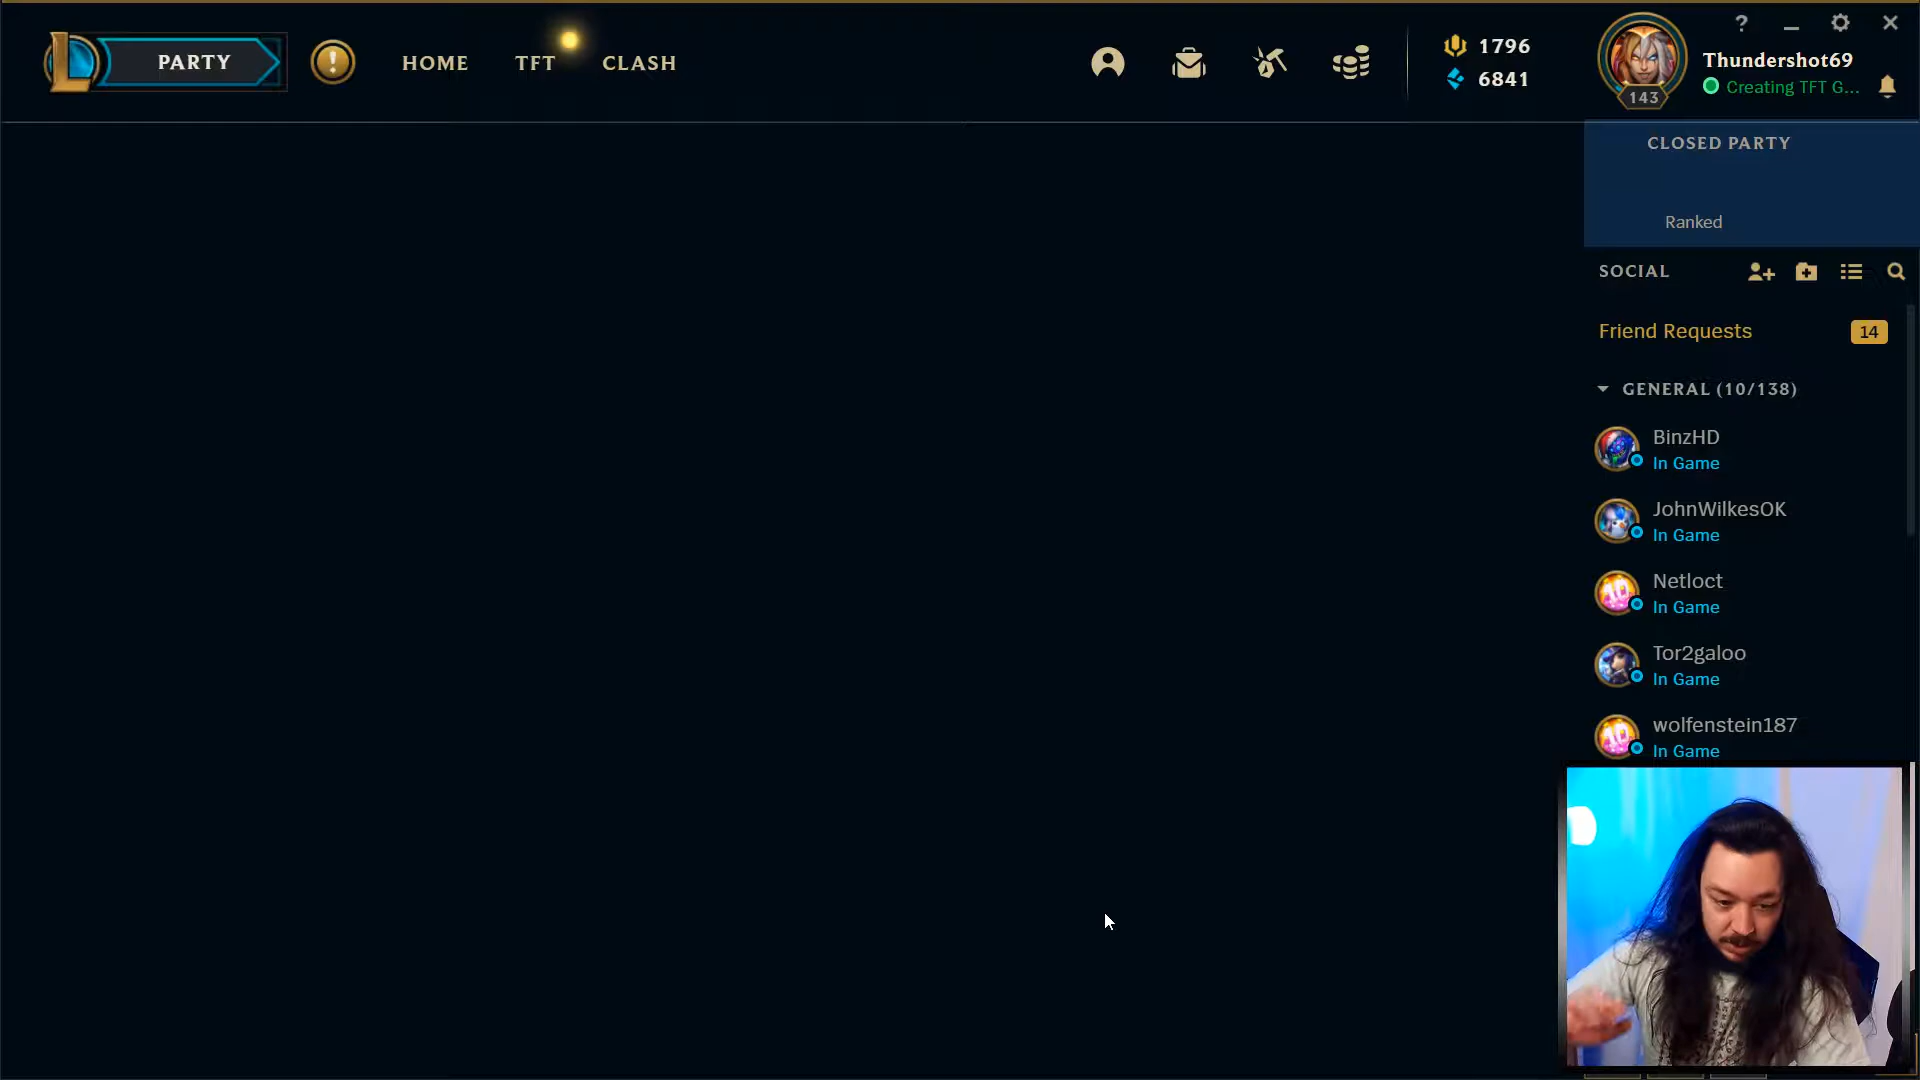 PARTY
HOME
TFT
CLASH
1796
6841
143
Thundershot69
Creating TFT G...
CLOSED PARTY
Ranked
SOCIAL
Friend Requests
14
GENERAL (10/138)
BinzHD
In Game
JohnWilkesOK
In Game
Netloct
In Game
Tor2galoo
In Game
wolfenstein187
In Game